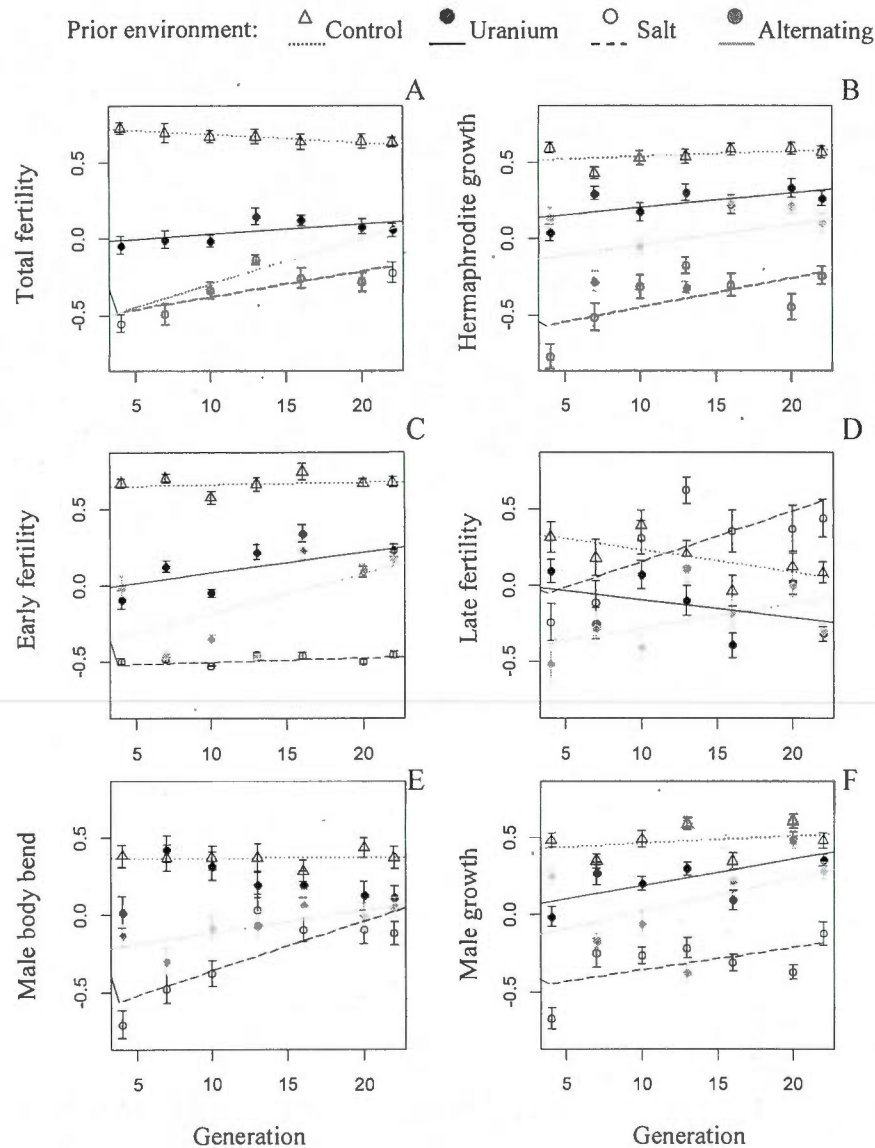 Prior environment: Control Uranium Salt Alternating
A
Total fertility
0.5
0.0
-0.5
5 10 15 20
B
Hermaphrodite growth
0.5
0.0
-0.5
5 10 15 20
C
Early fertility
0.5
0.0
-0.5
5 10 15 20
D
Late fertility
0.5
0.0
-0.5
5 10 15 20
E
Male body bend
0.5
0.0
-0.5
5 10 15 20
Generation
F
Male growth
0.5
0.0
-0.5
5 10 15 20
Generation